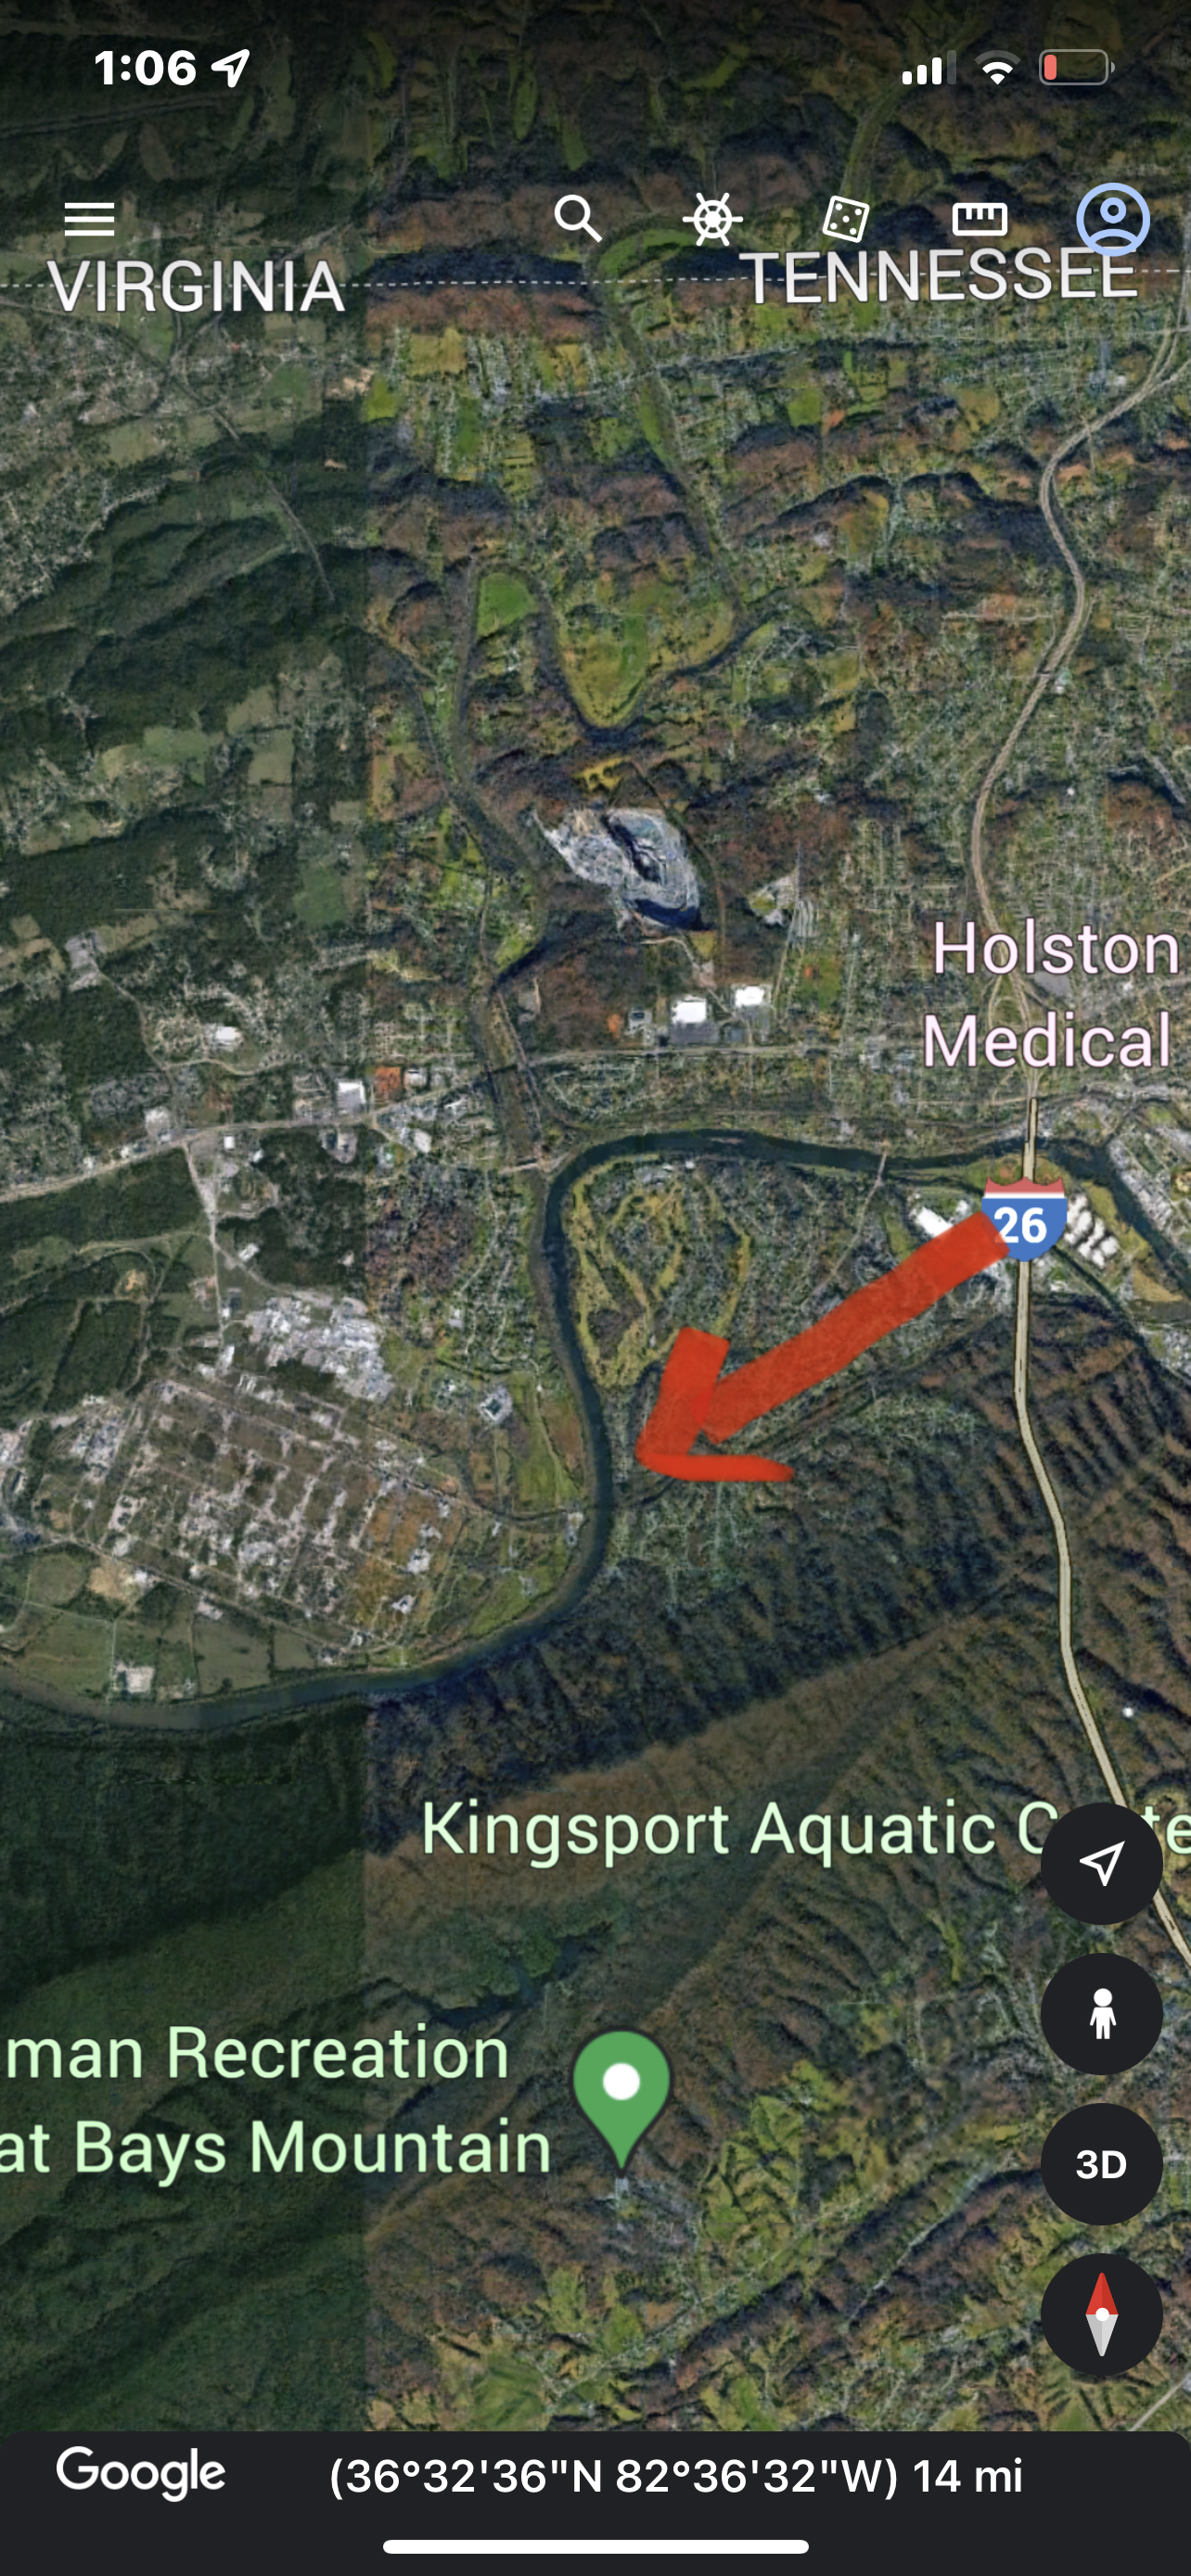 1:06
VIRGINIA
TENNESSEE
Holston
Medical
26
Kingsport Aquatic C te
man Recreation
at Bays Mountain
3D
Google (36°32'36"N 82°36'32"W) 14 mi